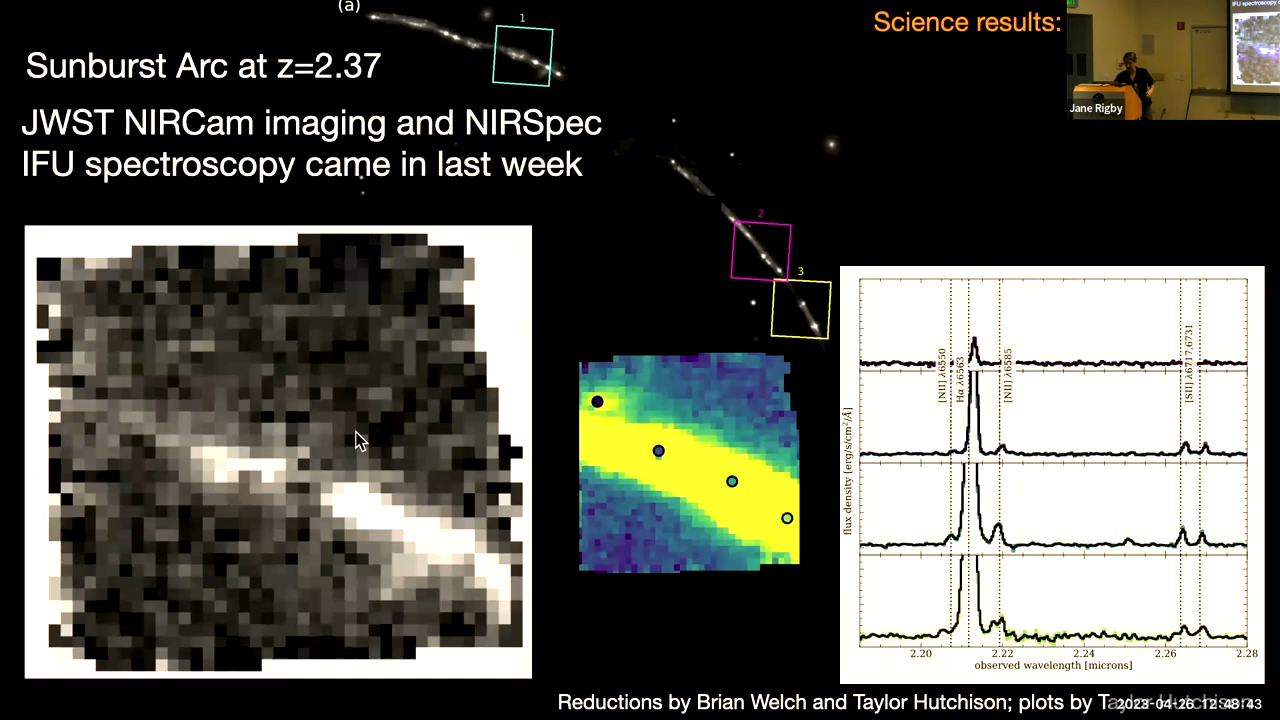 (a)
1
Science results:
Sunburst Arc at z=2.37
Jane Rigby
JWST NIRCam imaging and NIRSpec
IFU spectroscopy came in last week
2
3
[NII] λ6550
Hα λ6563
[NII] λ6585
[SII] λ6717,6731
flux density [erg/s/cm²/Å]
2.20 2.22 2.24 2.26 2.28
observed wavelength [microns]
Reductions by Brian Welch and Taylor Hutchison; plots by Taylor Hutchison
2023-04-26 12:48:43